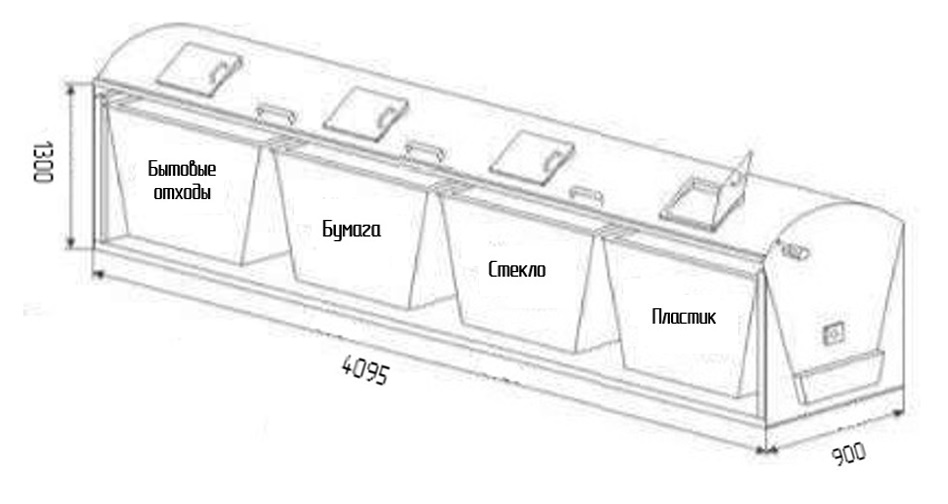 1300
Бытовые
отходы
Бумага
Стекло
Пластик
4095
900